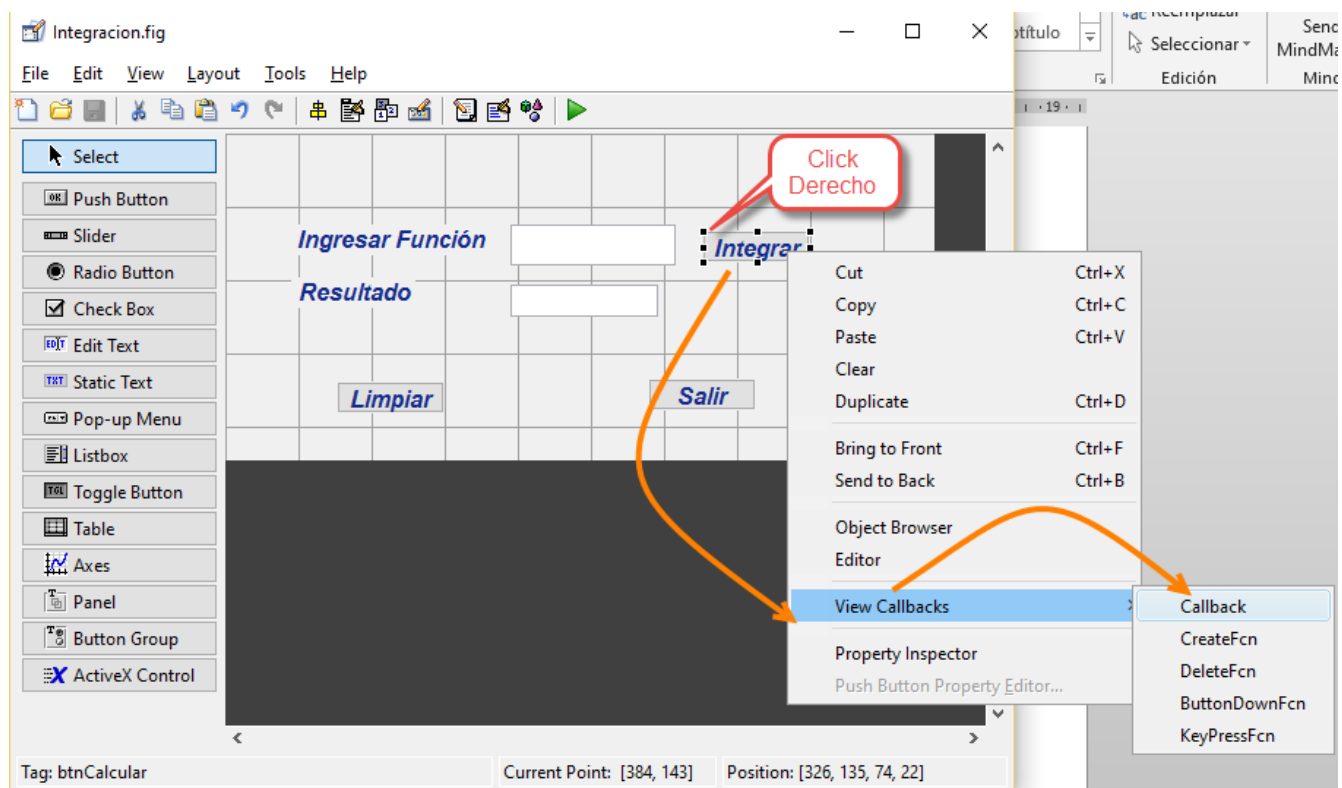 Integracion.fig
File Edit View Layout Tools Help
Select
Push Button
Slider
Radio Button
Check Box
Edit Text
Static Text
Pop-up Menu
Listbox
Toggle Button
Table
Axes
Panel
Button Group
ActiveX Control
Click
Derecho
Ingresar Función
Integrar
Resultado
Limpiar
Salir
Cut Ctrl+X
Copy Ctrl+C
Paste Ctrl+V
Clear
Duplicate Ctrl+D
Bring to Front Ctrl+F
Send to Back Ctrl+B
Object Browser
Editor
View Callbacks
Property Inspector
Push Button Property Editor...
Callback
CreateFcn
DeleteFcn
ButtonDownFcn
KeyPressFcn
Tag: btnCalcular
Current Point: [384, 143]
Position: [326, 135, 74, 22]
Seleccionar
Edición
Send
19